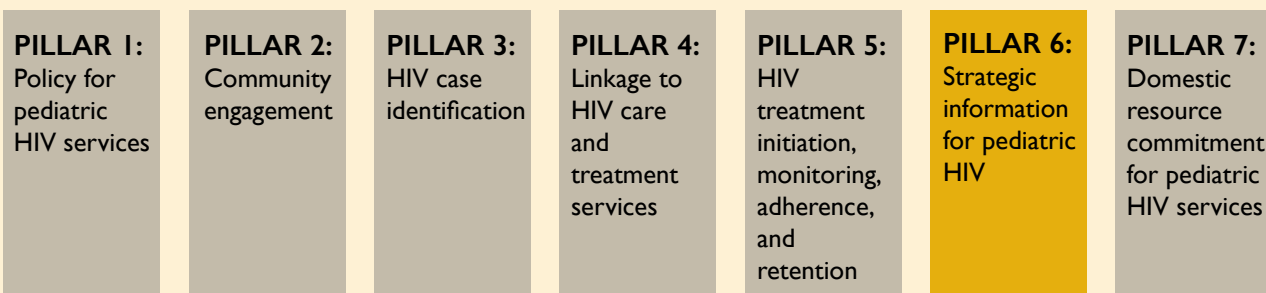 PILLAR 1:
Policy for
pediatric
HIV services
PILLAR 2:
Community
engagement
PILLAR 3:
HIV case
identification
PILLAR 4:
Linkage to
HIV care
and
treatment
services
PILLAR 5:
HIV
treatment
initiation,
monitoring,
adherence,
and
retention
PILLAR 6:
Strategic
information
for pediatric
HIV
PILLAR 7:
Domestic
resource
commitment
for pediatric
HIV services